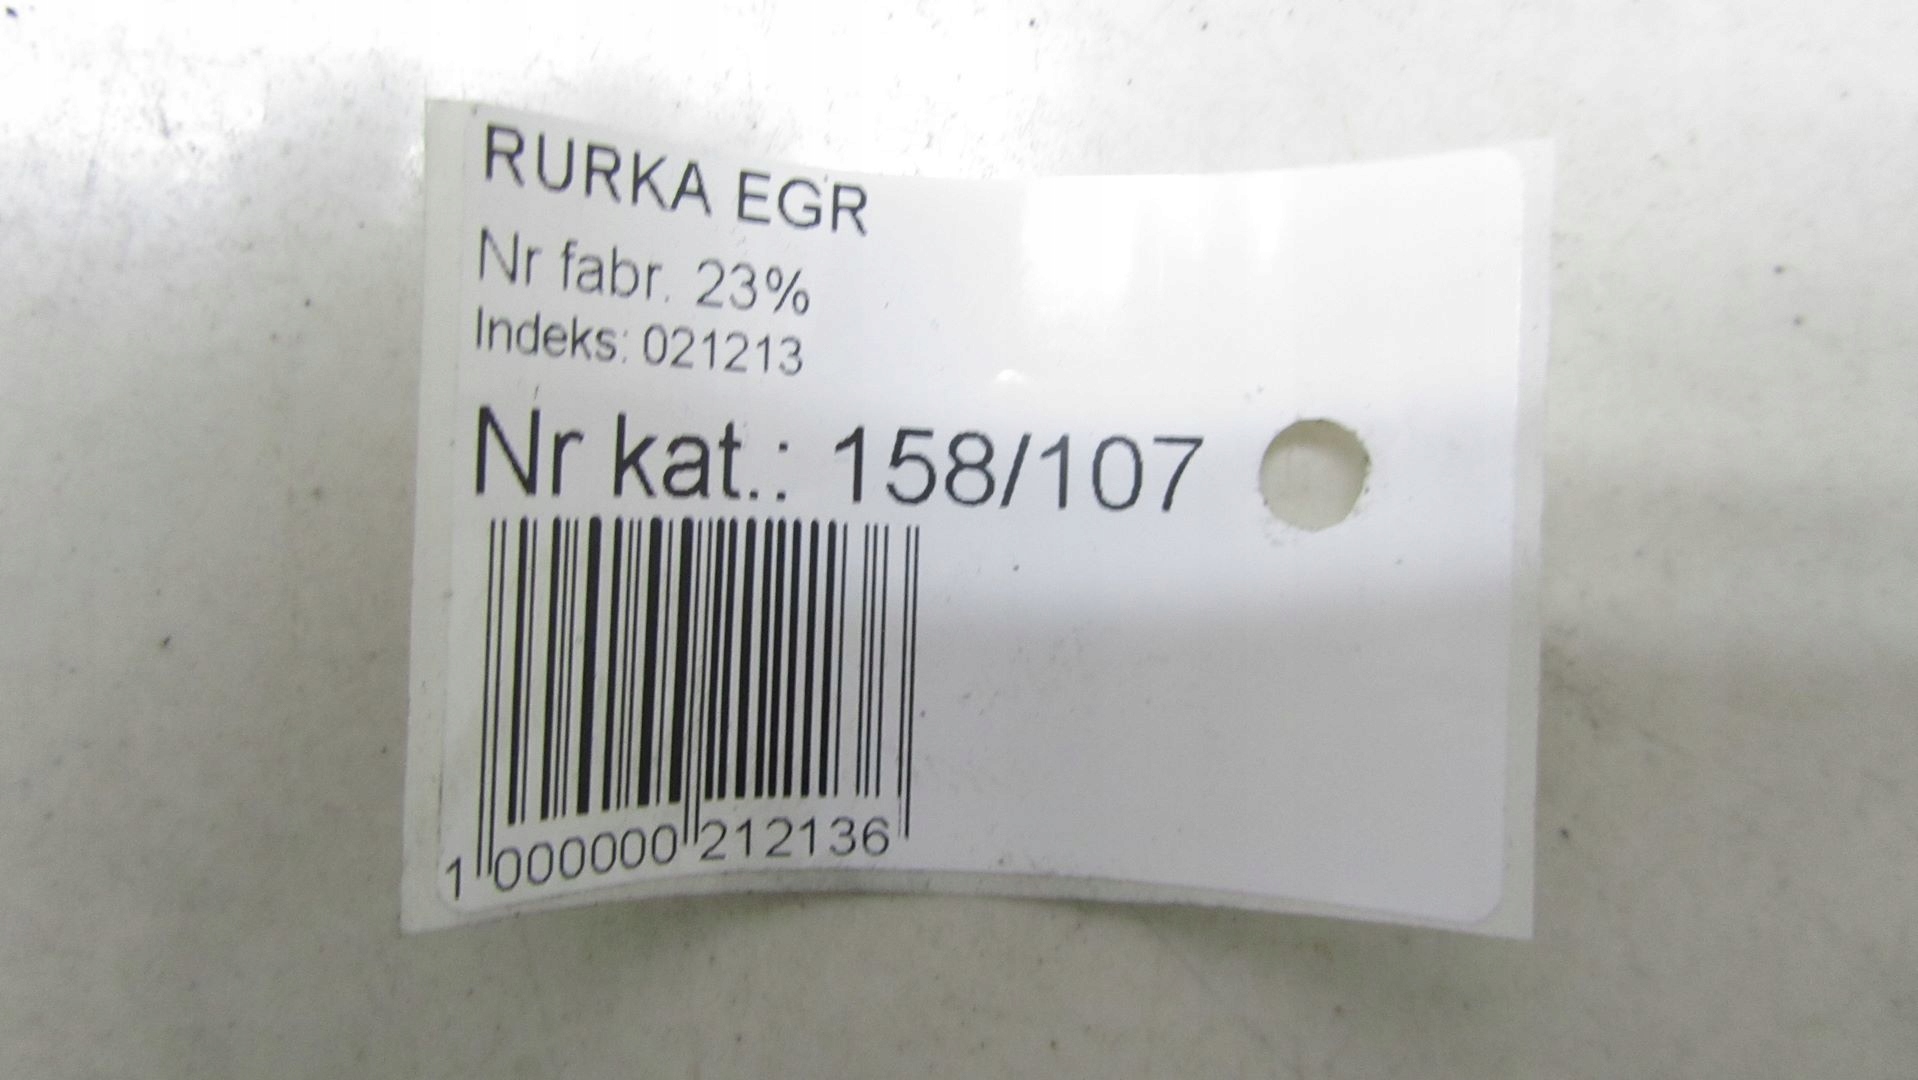 RURKA EGR
Nr fabr. 23%
Indeks: 021213
Nr kat.: 158/107
1 000000 212136